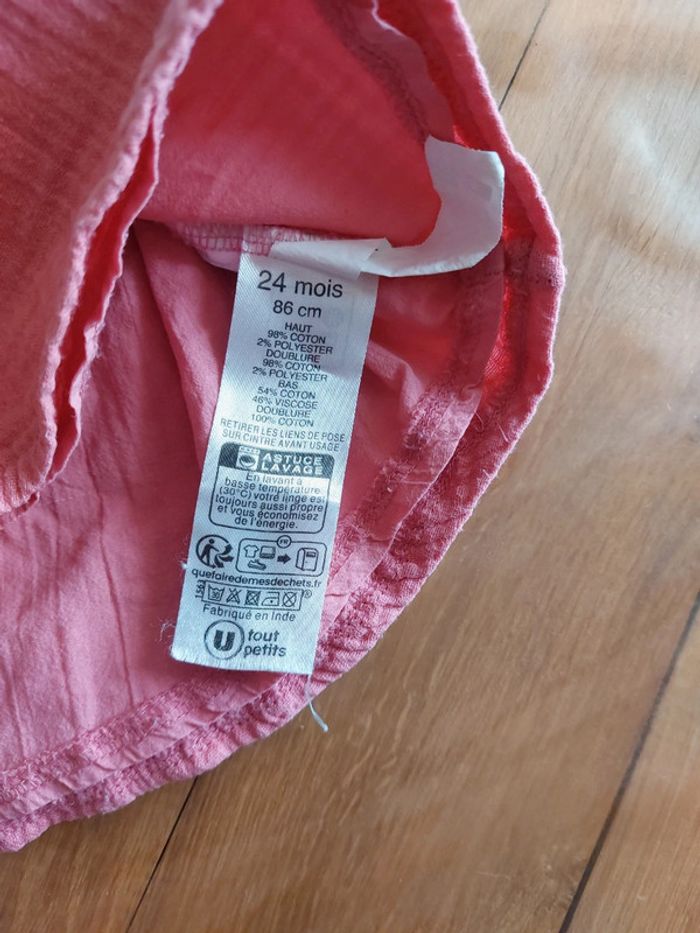 24 mois
86 cm
HAUT
98% COTON
2% POLYESTER
DOUBLURE
98% COTON
2% POLYESTER
BAS
54% COTON
46% VISCOSE
DOUBLURE
100% COTON
RETIRER LES LIENS DE POSE
SUR CINTRE AVANT USAGE
ASTUCE
LAVAGE
En lavant à
basse température
(30°C) votre linge est
toujours aussi propre
et vous économisez
de l'énergie.
FR
quefairedemesdechets.fr
30
Fabriqué en Inde
U tout
petits